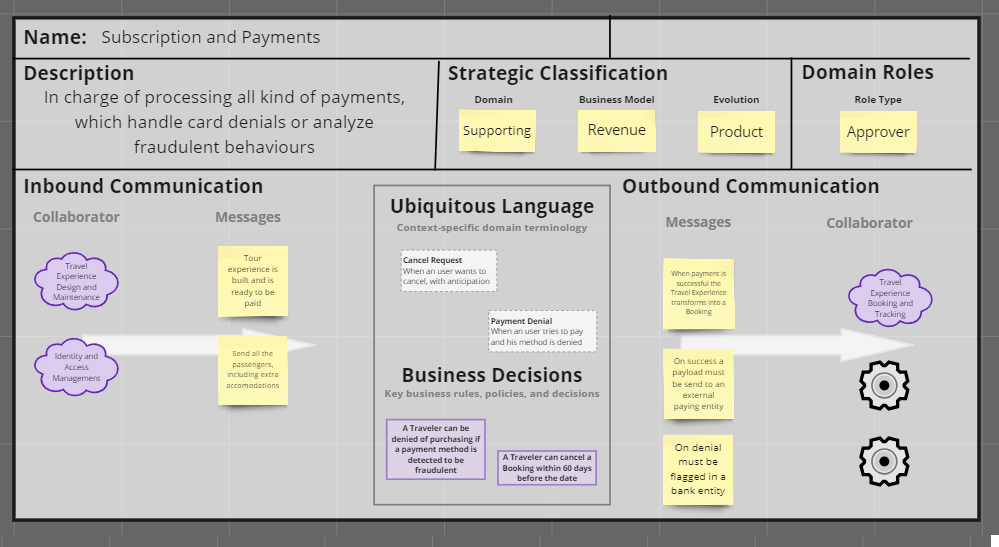 Name: Subscription and Payments
Description
In charge of processing all kind of payments,
which handle card denials or analyze
fraudulent behaviours
Strategic Classification
Domain
Business Model
Evolution
Supporting
Revenue
Product
Domain Roles
Role Type
Approver
Inbound Communication
Collaborator
Messages
Travel
Experience
Design and
Maintenance
Tour
experience is
built and is
ready to be
paid
Identity and
Access
Management
Send all the
passengers,
including extra
accomodations
Ubiquitous Language
Context-specific domain terminology
Cancel Request
When an user wants to
cancel, with anticipation
Payment Denial
When an user tries to pay
and his method is denied
Business Decisions
Key business rules, policies, and decisions
A Traveler can be
denied of purchasing if
a payment method is
detected to be
fraudulent
A Traveler can cancel a
Booking within 60 days
before the date
Outbound Communication
Messages
Collaborator
When payment is
successful the
Travel Experience
transforms into a
Booking
Travel
Experience
Booking and
Tracking
On success a
payload must
be send to an
external
paying entity
On denial
must be
flagged in a
bank entity